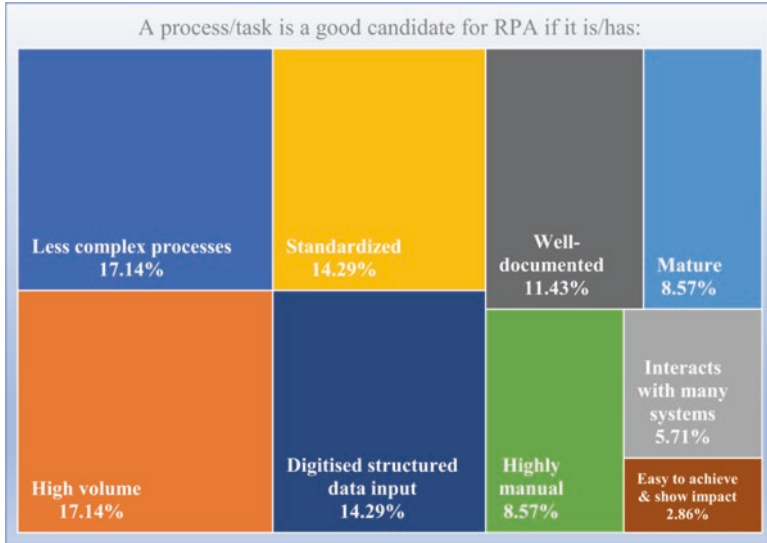 A process/task is a good candidate for RPA if it is/has:
Less complex processes
17.14%
Standardized
14.29%
Well-
documented
11.43%
Mature
8.57%
High volume
17.14%
Digitised structured
data input
14.29%
Highly
manual
8.57%
Interacts
with many
systems
5.71%
Easy to achieve
& show impact
2.86%